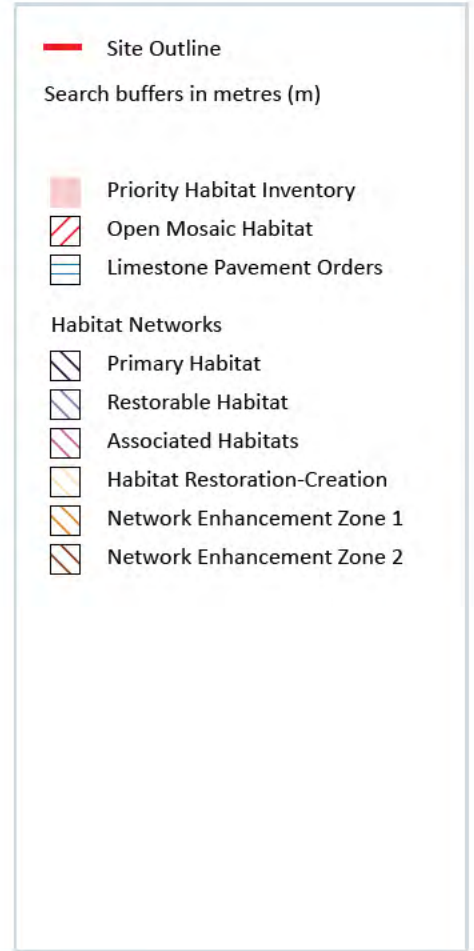 Site Outline
Search buffers in metres (m)
Priority Habitat Inventory
Open Mosaic Habitat
Limestone Pavement Orders
Habitat Networks
Primary Habitat
Restorable Habitat
Associated Habitats
Habitat Restoration-Creation
Network Enhancement Zone 1
Network Enhancement Zone 2